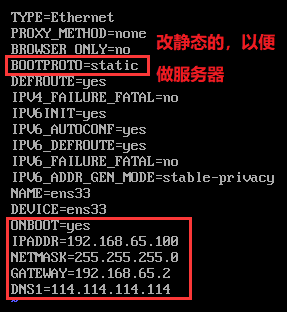 TYPE=Ethernet
PROXY_METHOD=none
BROWSER_ONLY=no
改静态的，以便
做服务器
BOOTPROTO=static
DEFROUTE=yes
IPV4_FAILURE_FATAL=no
IPV6INIT=yes
IPV6_AUTOCONF=yes
IPV6_DEFROUTE=yes
IPV6_FAILURE_FATAL=no
IPV6_ADDR_GEN_MODE=stable-privacy
NAME=ens33
DEVICE=ens33
ONBOOT=yes
IPADDR=192.168.65.100
NETMASK=255.255.255.0
GATEWAY=192.168.65.2
DNS1=114.114.114.114